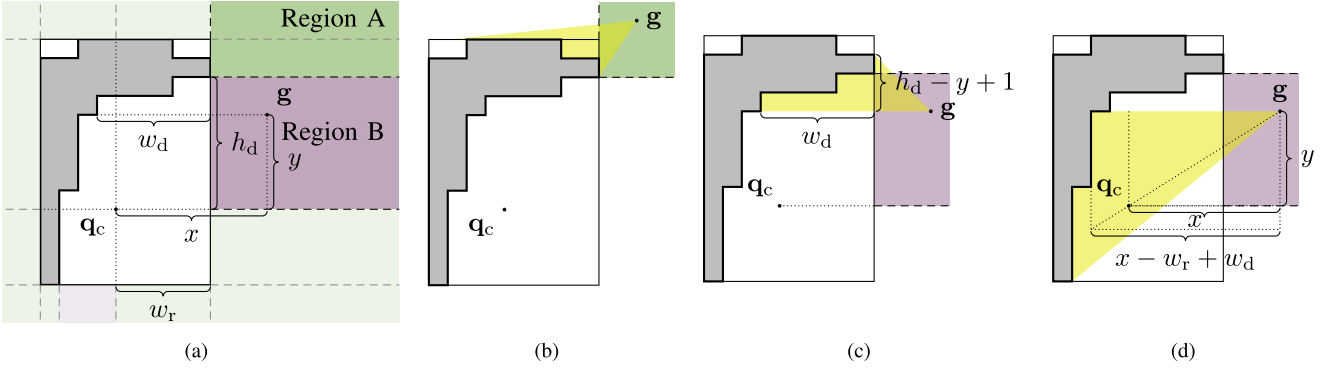 Region A
g
Region B
w_d
h_d
y
q_c
x
w_r
(a)
g
q_c
(b)
h_d − y + 1
g
w_d
q_c
(c)
g
q_c
y
x
x − w_r + w_d
(d)